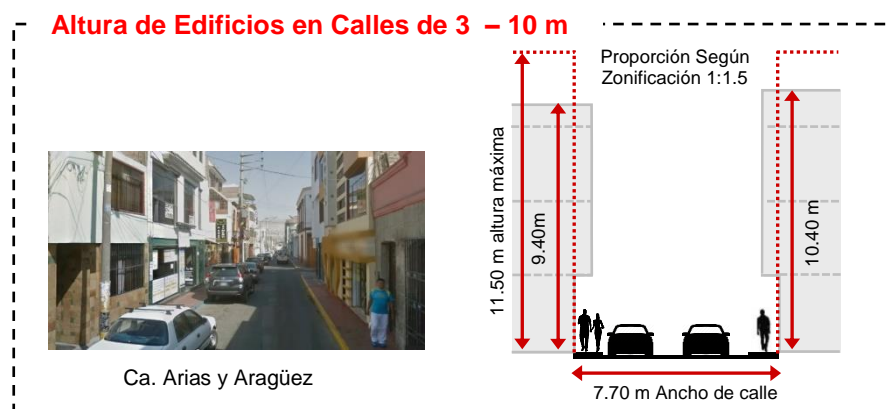 Altura de Edificios en Calles de 3 – 10 m
Proporción Según
Zonificación 1:1.5
11.50 m altura máxima
9.40m
10.40 m
7.70 m Ancho de calle
Ca. Arias y Aragüez